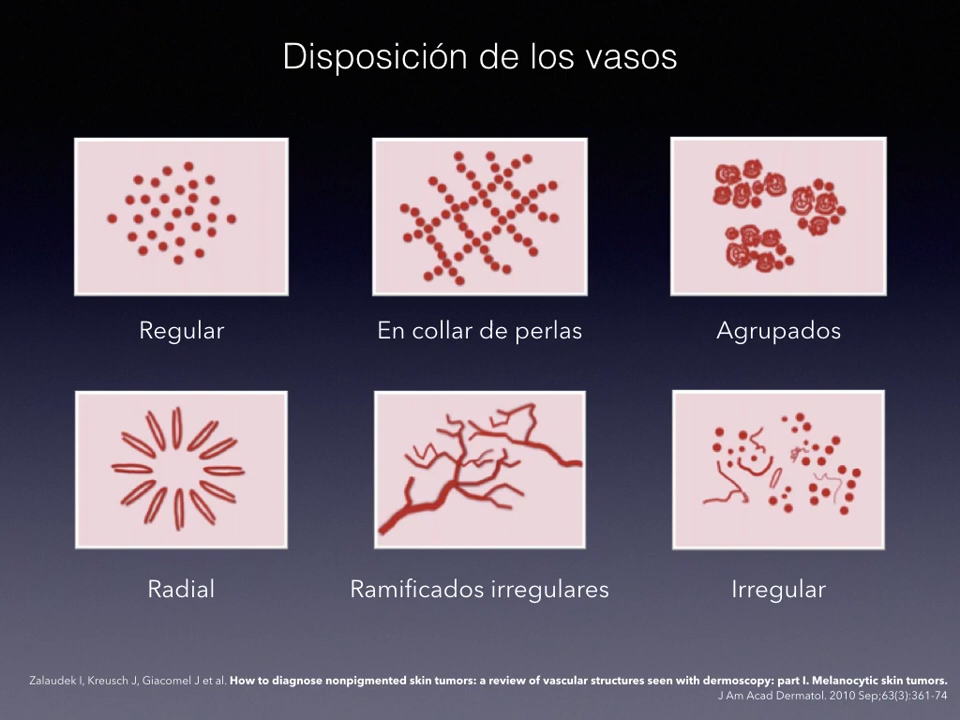 Disposición de los vasos
Regular
En collar de perlas
Agrupados
Radial
Ramificados irregulares
Irregular
Zalaudek I, Kreusch J, Giacomel J et al. How to diagnose nonpigmented skin tumors: a review of vascular structures seen with dermoscopy: part I. Melanocytic skin tumors.
J Am Acad Dermatol. 2010 Sep;63(3):361-74